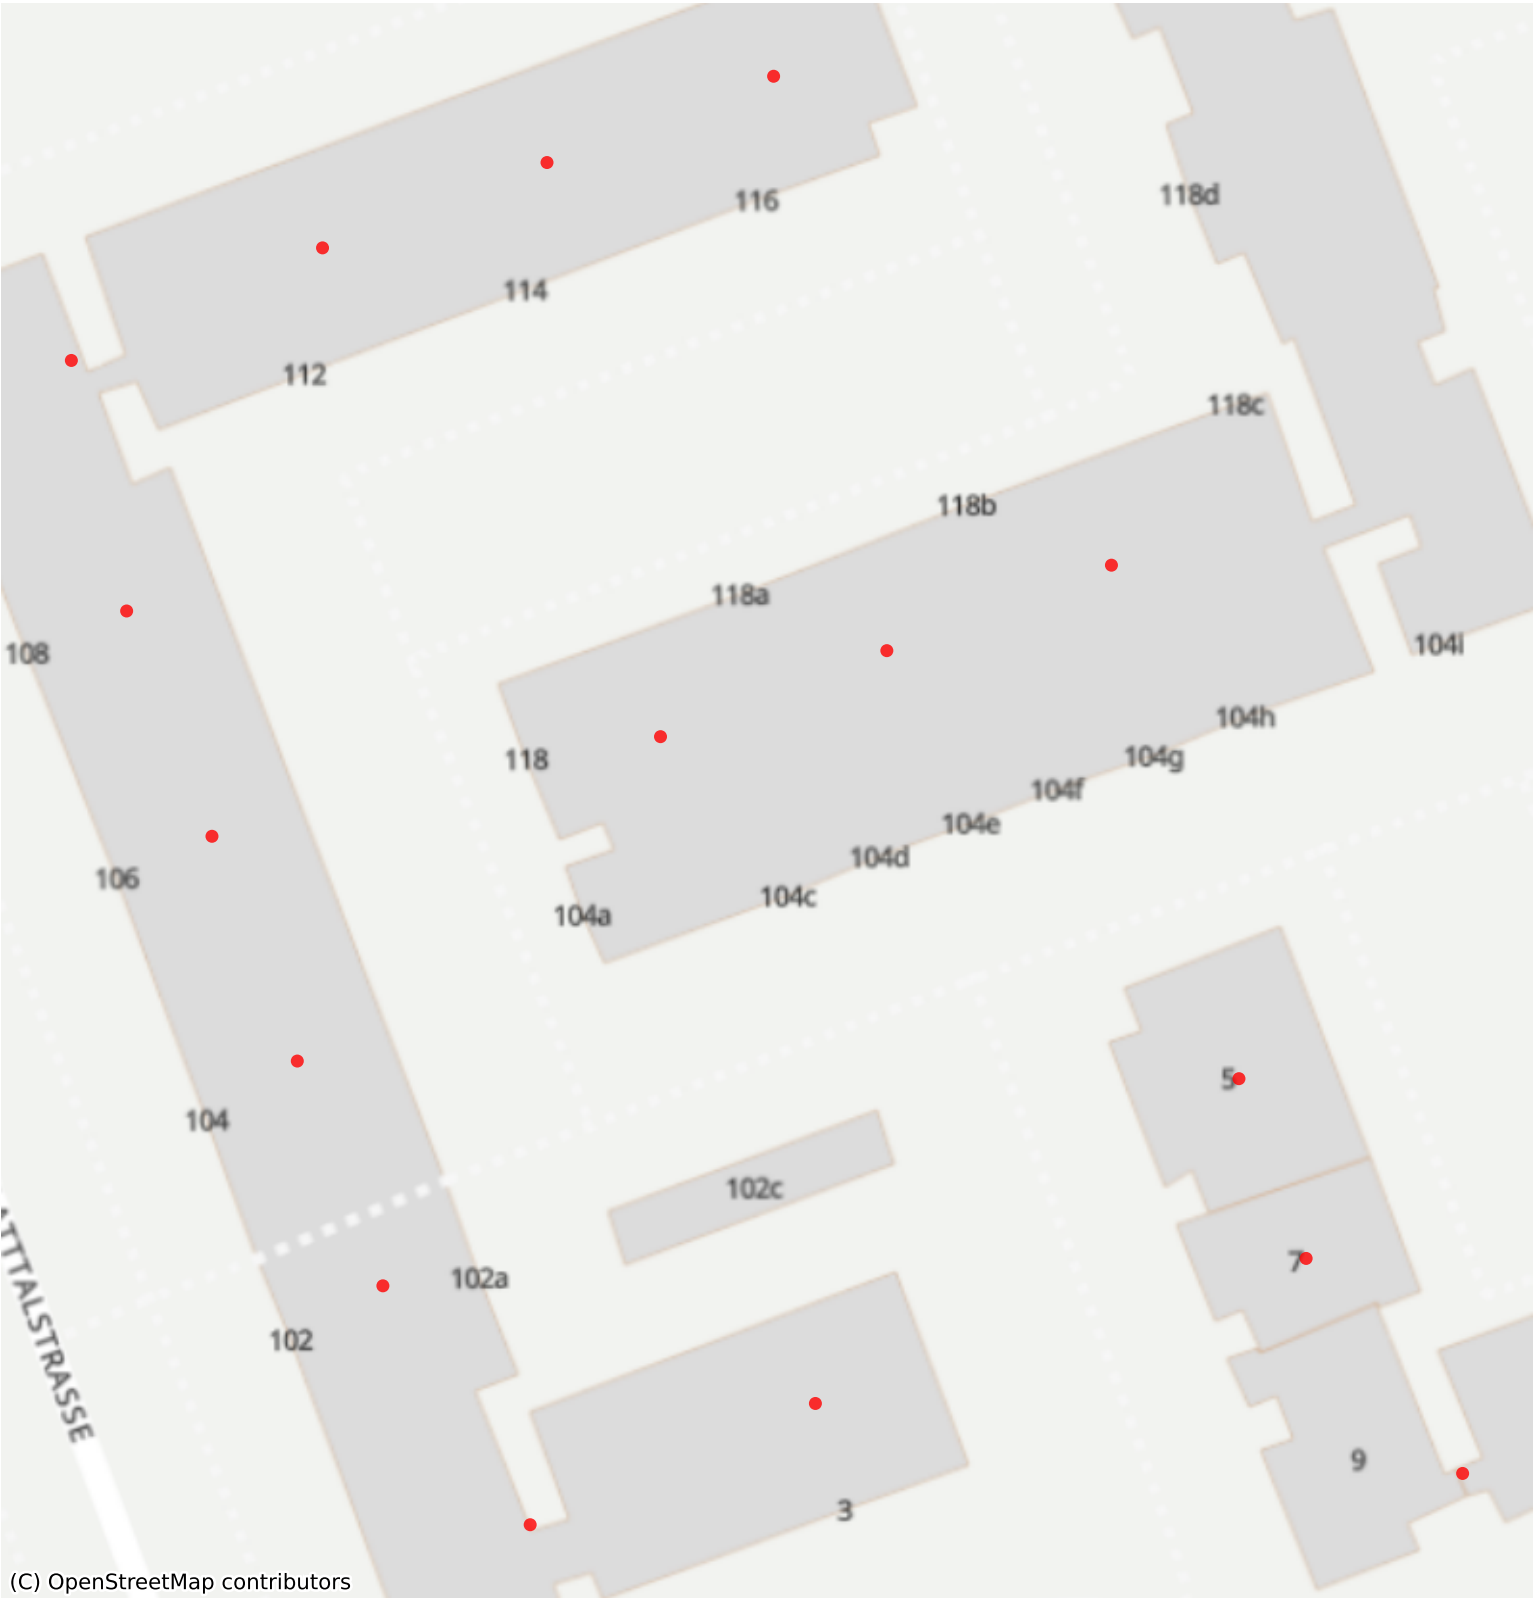 118d
116
114
112
118c
118b
118a
108
104i
104h
118
104g
104f
104e
104d
106
104c
104a
5
104
102c
7
102a
102
9
3
ATTTALSTRASSE
(C) OpenStreetMap contributors